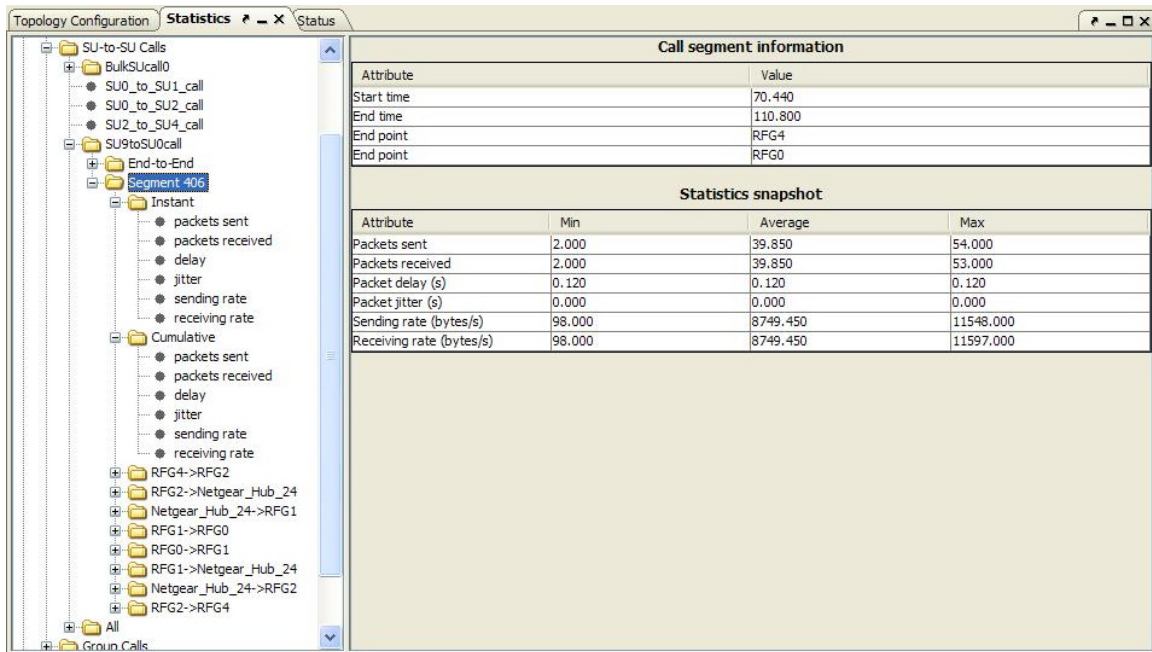 Topology Configuration Statistics Status
SU-to-SU Calls
BulkSUcall0
SU0_to_SU1_call
SU0_to_SU2_call
SU2_to_SU4_call
SU9toSU0call
End-to-End
Segment 406
Instant
packets sent
packets received
delay
jitter
sending rate
receiving rate
Cumulative
packets sent
packets received
delay
jitter
sending rate
receiving rate
RFG4->RFG2
RFG2->Netgear_Hub_24
Netgear_Hub_24->RFG1
RFG1->RFG0
RFG0->RFG1
RFG1->Netgear_Hub_24
Netgear_Hub_24->RFG2
RFG2->RFG4
All
Group Calls
Call segment information
Attribute Value
Start time 70.440
End time 110.800
End point RFG4
End point RFG0
Statistics snapshot
Attribute Min Average Max
Packets sent 2.000 39.850 54.000
Packets received 2.000 39.850 53.000
Packet delay (s) 0.120 0.120 0.120
Packet jitter (s) 0.000 0.000 0.000
Sending rate (bytes/s) 98.000 8749.450 11548.000
Receiving rate (bytes/s) 98.000 8749.450 11597.000